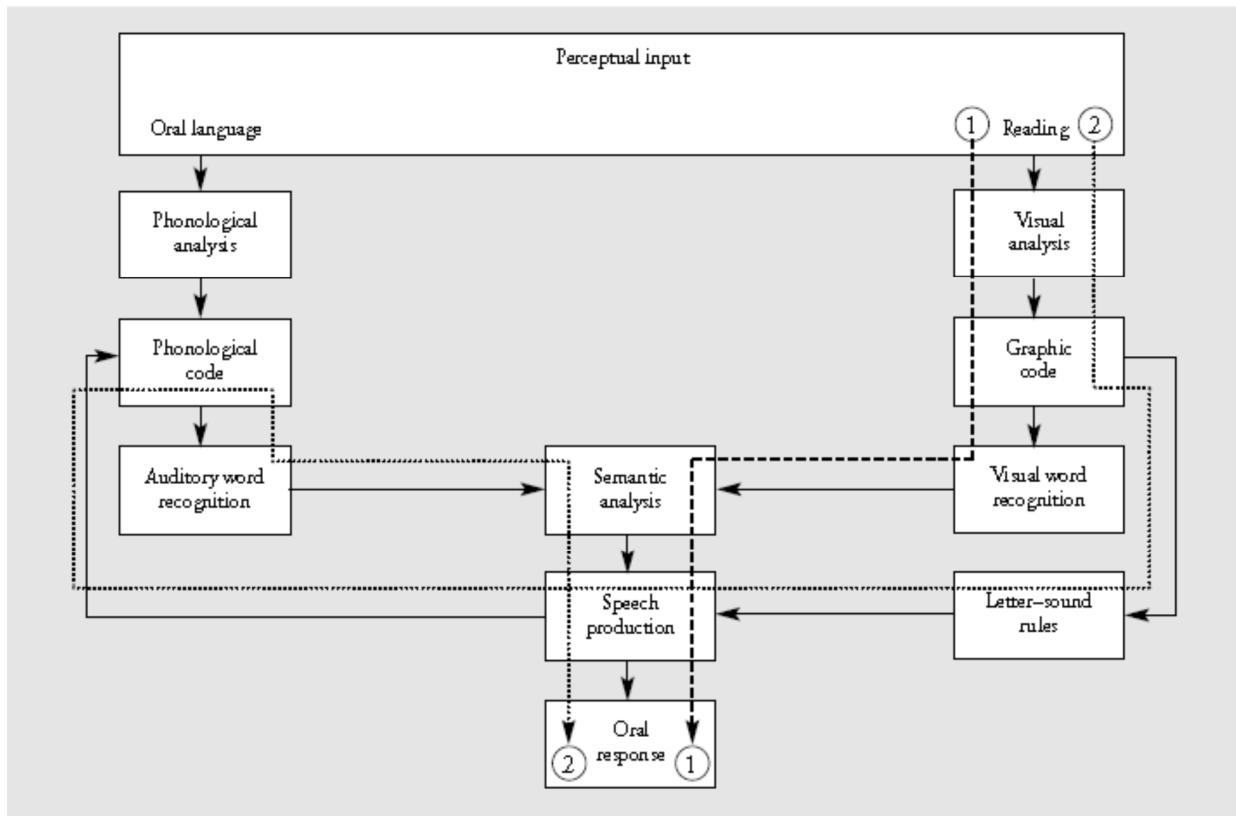 Perceptual input
Oral language
1
Reading
2
Phonological
analysis
Visual
analysis
Phonological
code
Graphic
code
Auditory word
recognition
Semantic
analysis
Visual word
recognition
Speech
production
Letter–sound
rules
Oral
response
2
1